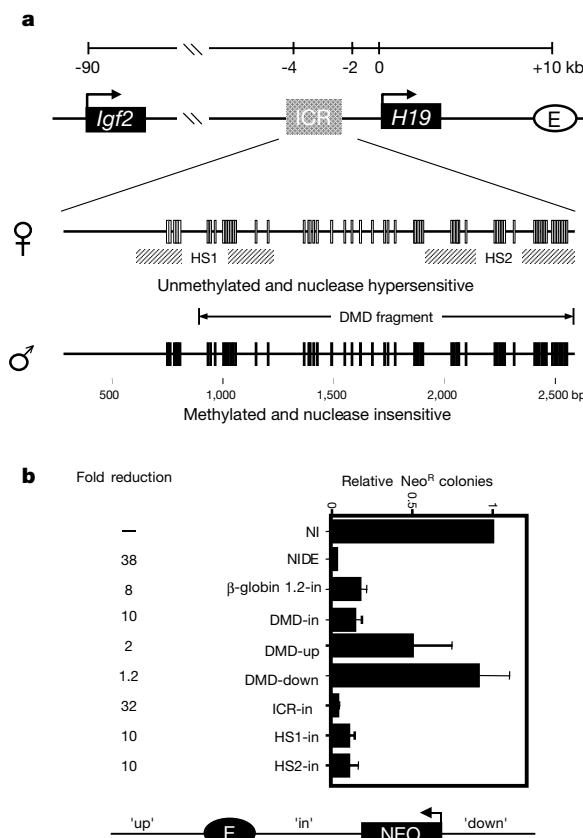 a
-90 -4 -2 0 +10 kb
Igf2 ICR H19 E
♀
HS1 HS2
Unmethylated and nuclease hypersensitive
DMD fragment
♂
500 1,000 1,500 2,000 2,500 bp
Methylated and nuclease insensitive
b
Fold reduction Relative Neo^R colonies
0 0.5 1
— NI
38 NIDE
8 β-globin 1.2-in
10 DMD-in
2 DMD-up
1.2 DMD-down
32 ICR-in
10 HS1-in
10 HS2-in
'up' E 'in' NEO 'down'